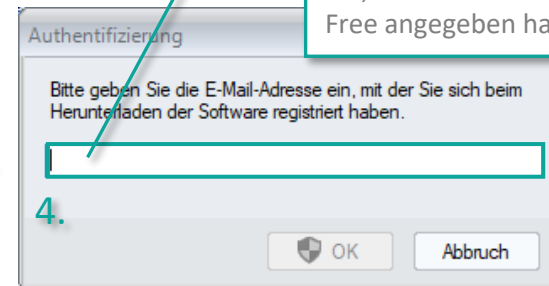 Free angegeben
Authentifizierung
Bitte geben Sie die E-Mail-Adresse ein, mit der Sie sich beim
Herunterladen der Software registriert haben.
4.
OK
Abbruch